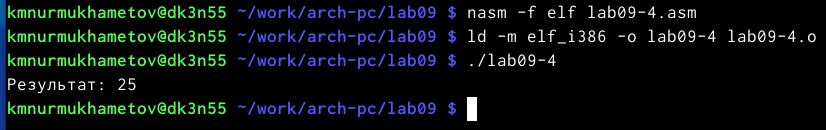 kmnurmukhametov@dk3n55 ~/work/arch-pc/lab09 $ nasm -f elf lab09-4.asm
kmnurmukhametov@dk3n55 ~/work/arch-pc/lab09 $ ld -m elf_i386 -o lab09-4 lab09-4.o
kmnurmukhametov@dk3n55 ~/work/arch-pc/lab09 $ ./lab09-4
Результат: 25
kmnurmukhametov@dk3n55 ~/work/arch-pc/lab09 $